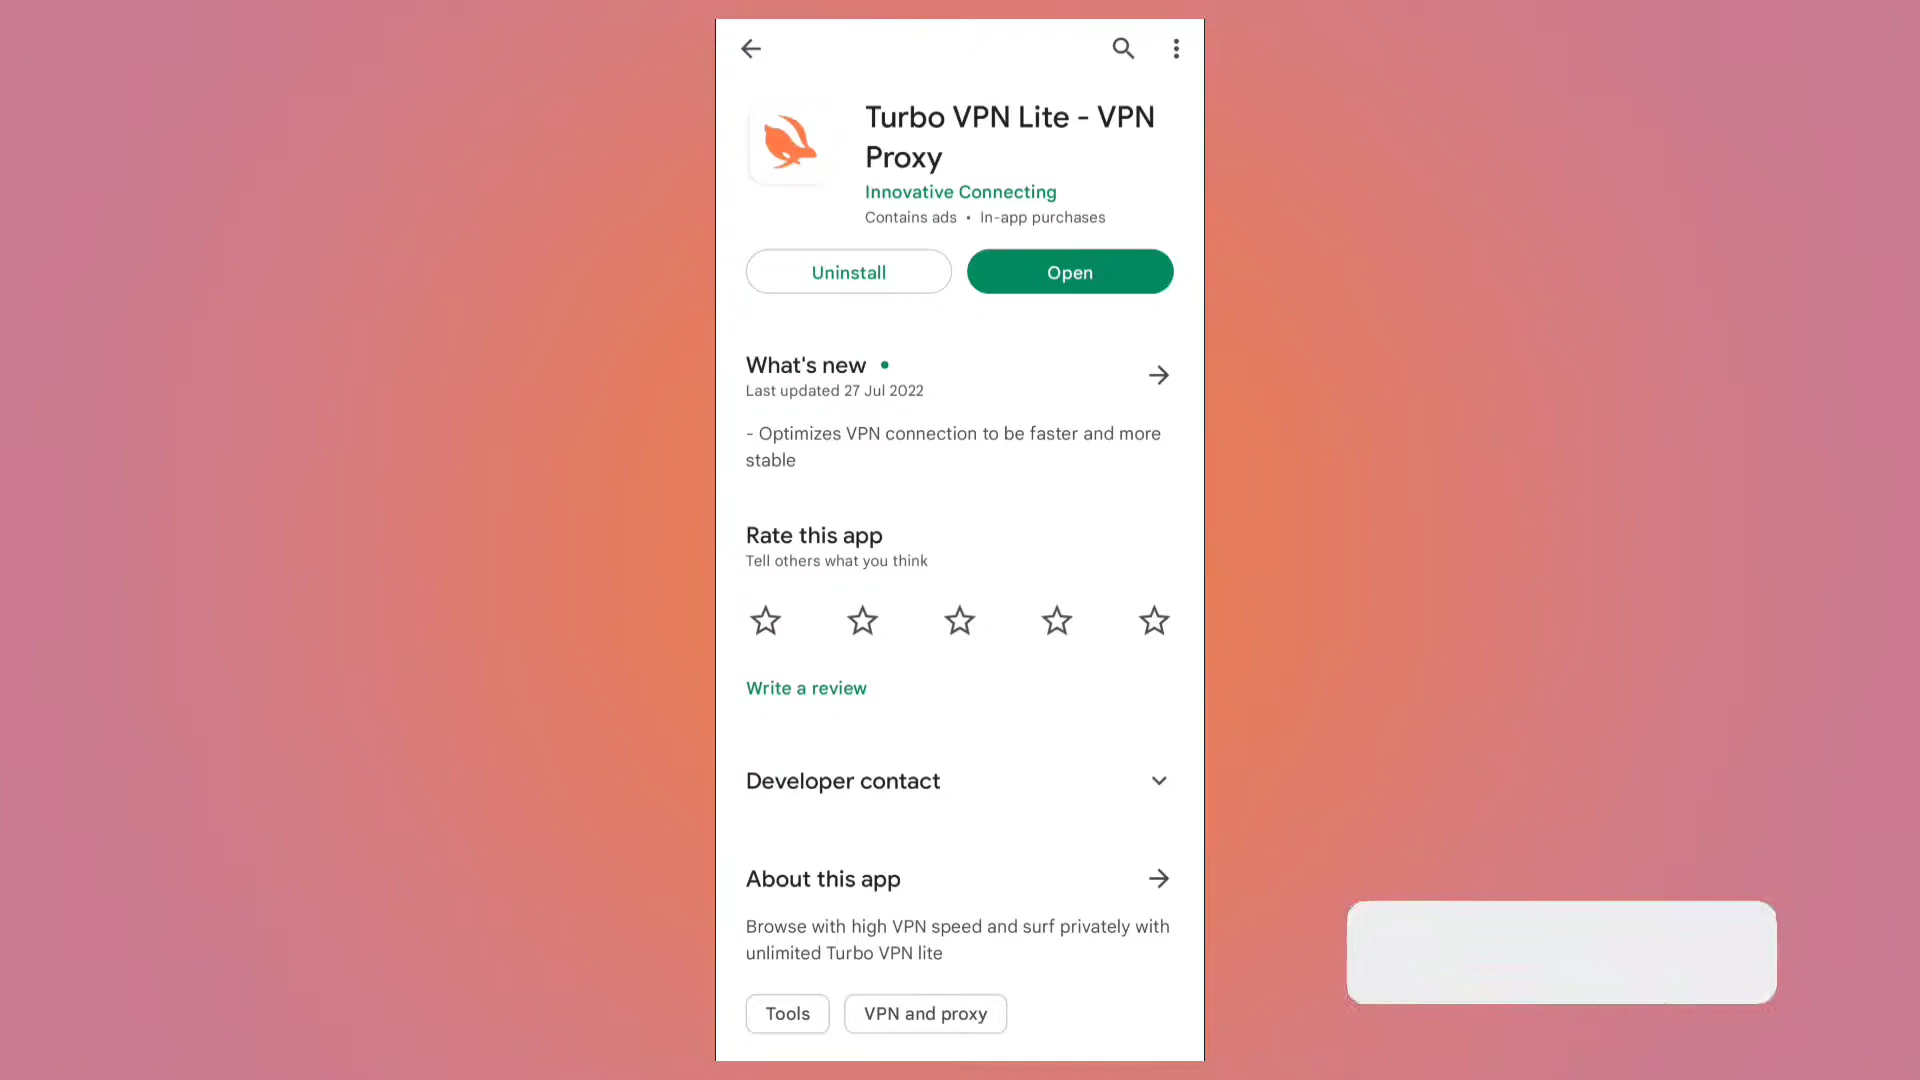 Turbo VPN Lite - VPN
Proxy
Innovative Connecting
Contains ads • In-app purchases
Uninstall
Open
What's new •
Last updated 27 Jul 2022
- Optimizes VPN connection to be faster and more
stable
Rate this app
Tell others what you think
Write a review
Developer contact
About this app
Browse with high VPN speed and surf privately with
unlimited Turbo VPN lite
Tools
VPN and proxy